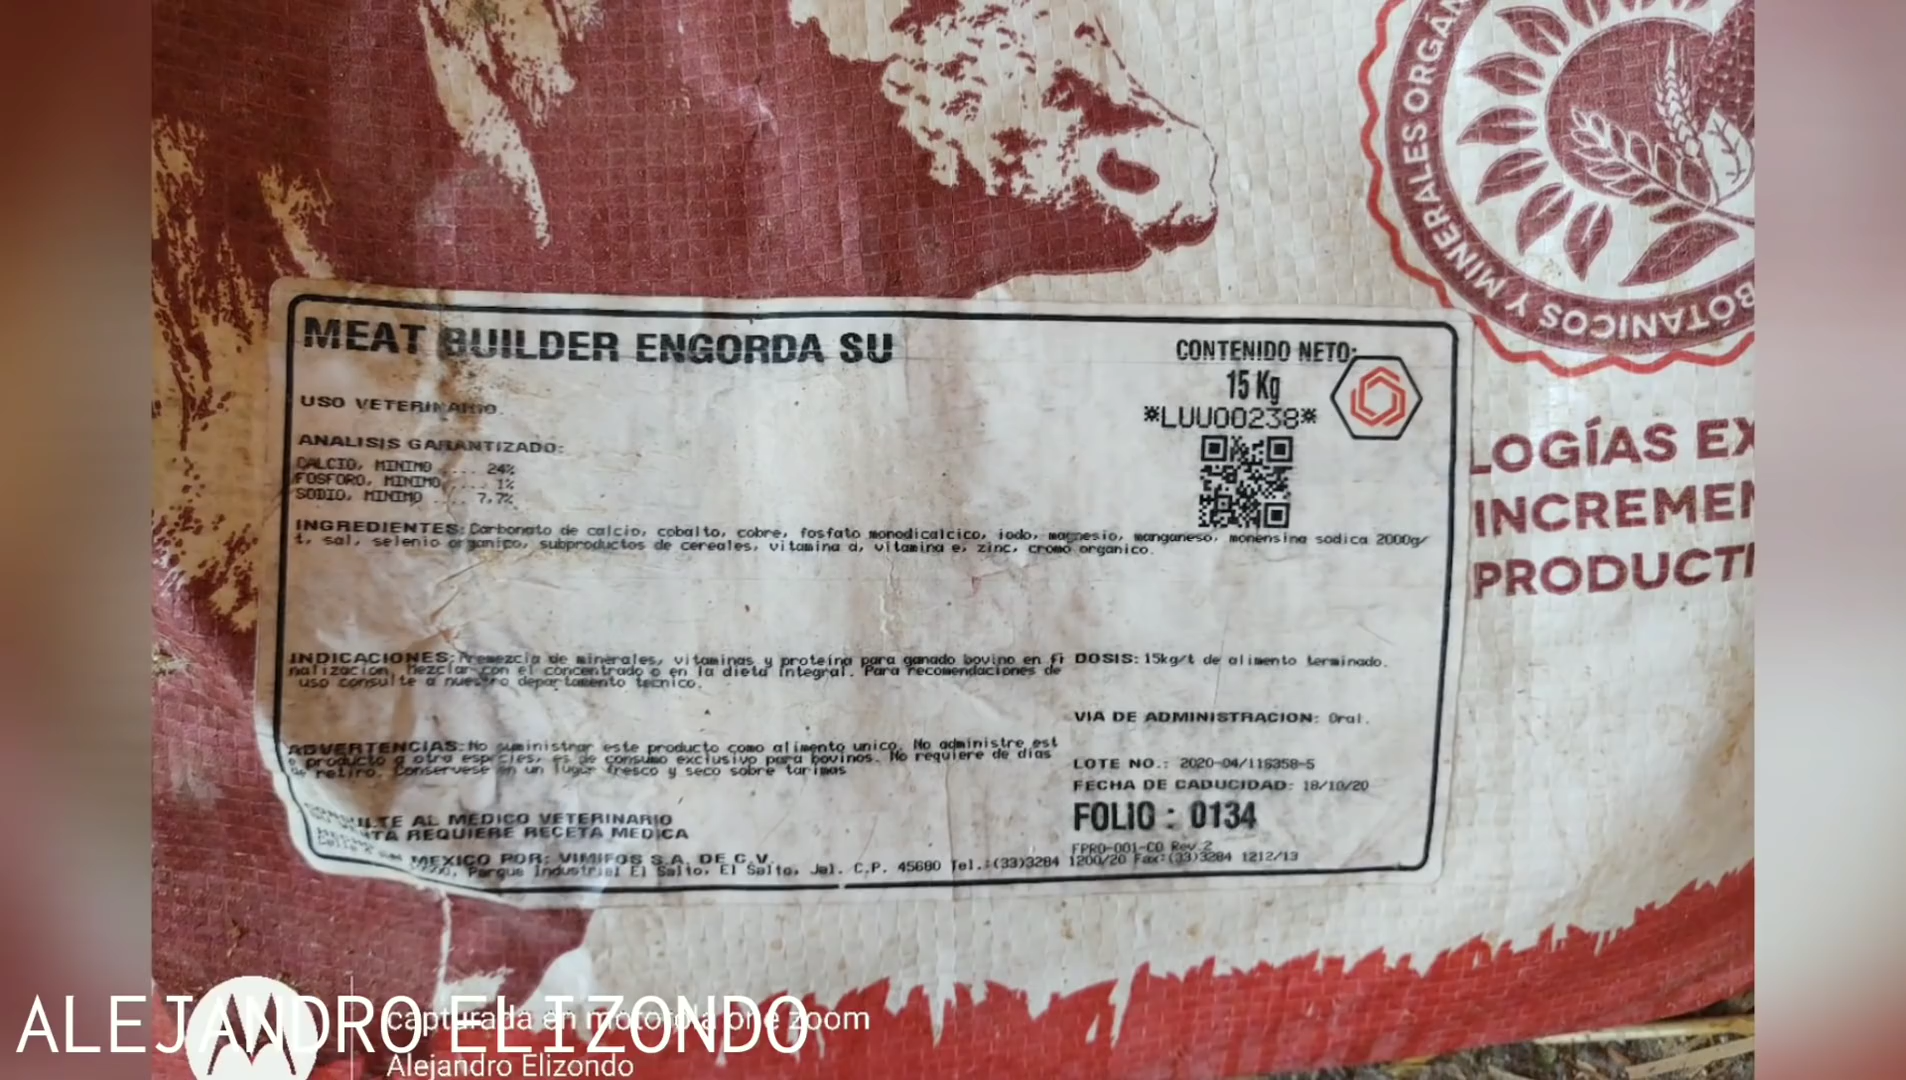 MINERALES ORGÁN
BOTÁNICOS Y
MEAT BUILDER ENGORDA SU
CONTENIDO NETO:
15 Kg
*LUU00238*
USO VETERINARIO.
ANALISIS GARANTIZADO:
CALCIO, MINIMO .... 24%
FOSFORO, MINIMO .... 1%
SODIO, MINIMO .... 7,7%
LOGÍAS EX
INCREMEN
PRODUCTI
INGREDIENTES: Carbonato de calcio, cobalto, cobre, fosfato monodicalcico, iodo, magnesio, manganeso, monensina sodica 2000g/
t, sal, selenio organico, subproductos de cereales, vitamina a, vitamina e, zinc, cromo organico.
INDICACIONES: Premezcla de minerales, vitaminas y proteina para ganado bovino en fi
nalizacion. Mezclar con el concentrado o en la dieta integral. Para recomendaciones de
uso consulte a nuestro departamento tecnico.
DOSIS: 15kg/t de alimento terminado.
VIA DE ADMINISTRACION: Oral.
ADVERTENCIAS: No suministrar este producto como alimento unico. No administre est
e producto a otra especies, es de consumo exclusivo para bovinos. No requiere de dias
de retiro. Conservese en un lugar fresco y seco sobre tarimas
LOTE NO.: 2020-04/116358-5
FECHA DE CADUCIDAD: 18/10/20
FOLIO : 0134
CONSULTE AL MEDICO VETERINARIO
SU VENTA REQUIERE RECETA MEDICA
FPRO-001-CO Rev.2
MEXICO POR: VIMIFOS S.A. DE C.V.
Parque Industrial El Salto, El Salto, Jal. C.P. 45680 Tel.:(33)3284 1200/20 Fax:(33)3284 1212/13
ALEJANDRO ELIZONDO
capturada en motorola one zoom
Alejandro Elizondo